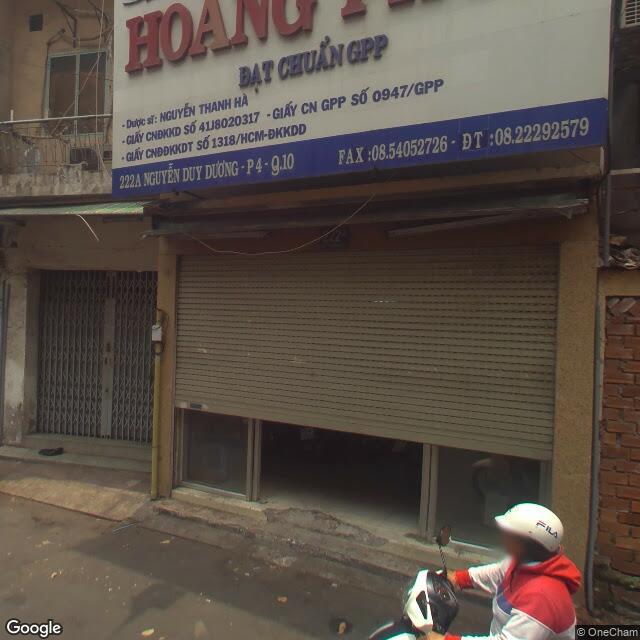 HOÀNG
ĐẠT CHUẨN GPP
- Dược sĩ: NGUYỄN THANH HÀ - GIẤY CN GPP SỐ 0947/GPP
- GIẤY CNĐKKD SỐ 41J8020317
- GIẤY CNĐĐKKDT SỐ 1318/HCM-ĐKKDD
222A NGUYỄN DUY DƯƠNG - P 4 - Q.10 FAX : 08.54052726 - ĐT : 08.22292579
FILA
Google
© OneCham